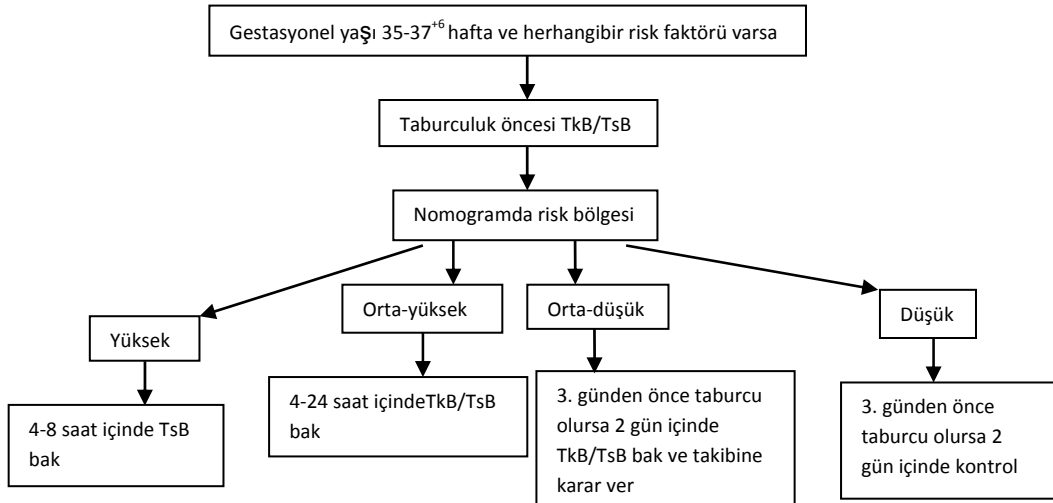 Gestasyonel yaşı 35-37+6 hafta ve herhangibir risk faktörü varsa
Taburculuk öncesi TkB/TsB
Nomogramda risk bölgesi
Yüksek
Orta-yüksek
Orta-düşük
Düşük
4-8 saat içinde TsB
bak
4-24 saat içindeTkB/TsB
bak
3. günden önce taburcu
olursa 2 gün içinde
TkB/TsB bak ve takibine
karar ver
3. günden önce
taburcu olursa 2
gün içinde kontrol